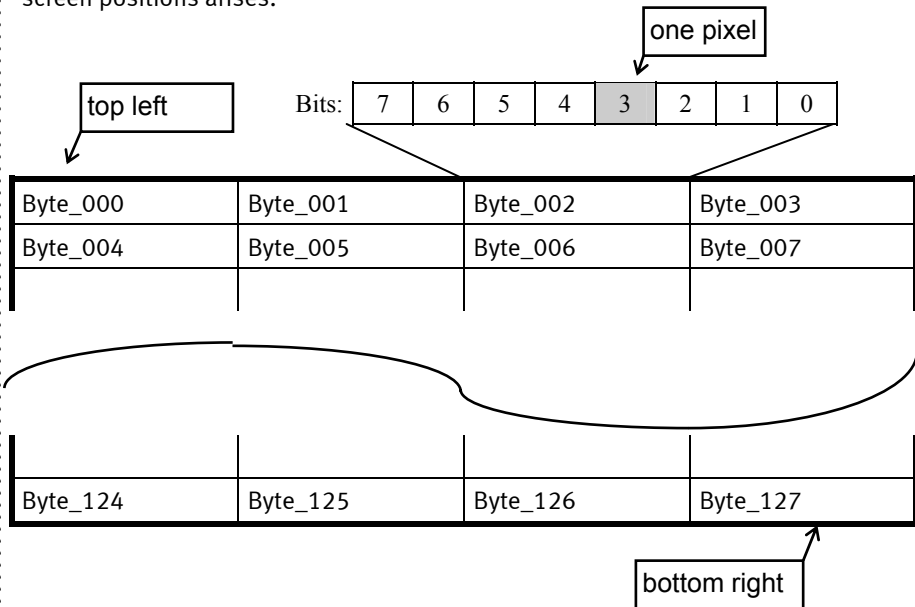 screen positions arises.
one pixel
top left
Bits: 7 6 5 4 3 2 1 0
Byte_000 Byte_001 Byte_002 Byte_003
Byte_004 Byte_005 Byte_006 Byte_007
Byte_124 Byte_125 Byte_126 Byte_127
bottom right